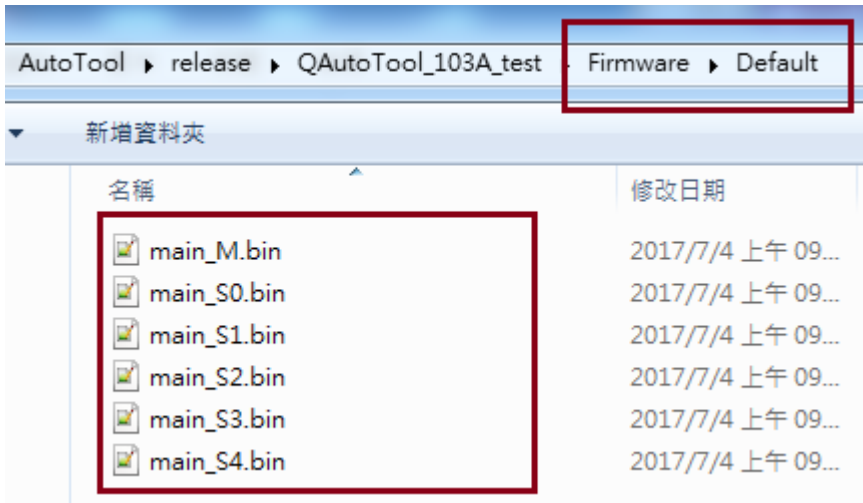 AutoTool ▸ release ▸ QAutoTool_103A_test ▸ Firmware ▸ Default
新增資料夾
名稱 修改日期
main_M.bin 2017/7/4 上午 09...
main_S0.bin 2017/7/4 上午 09...
main_S1.bin 2017/7/4 上午 09...
main_S2.bin 2017/7/4 上午 09...
main_S3.bin 2017/7/4 上午 09...
main_S4.bin 2017/7/4 上午 09...